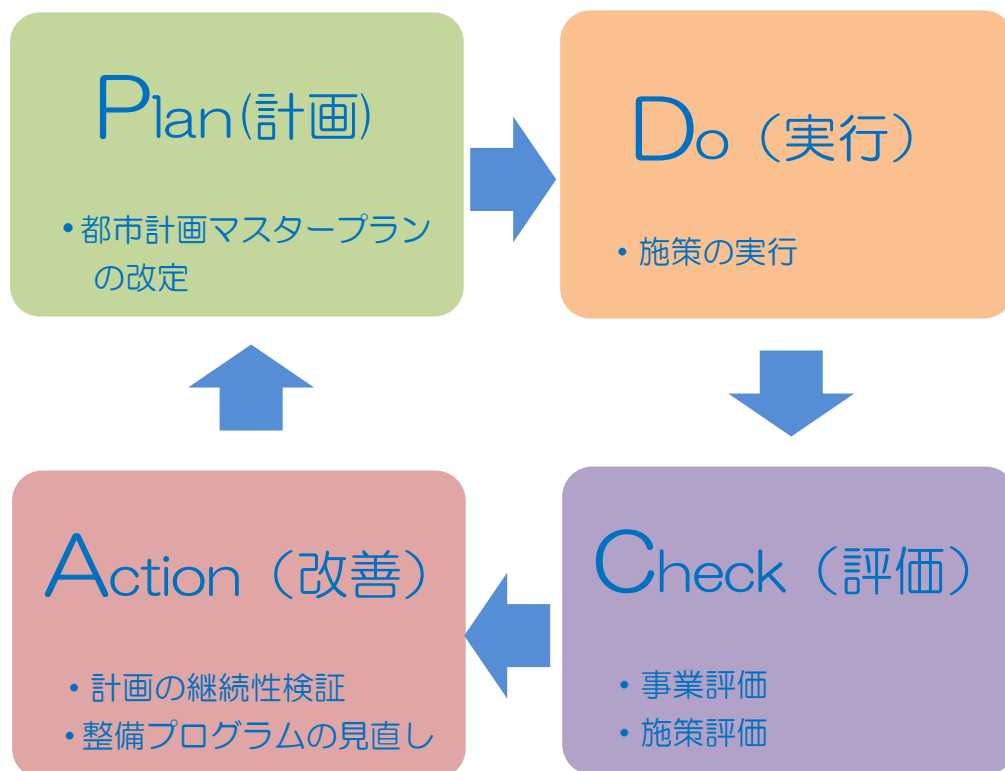 Plan(計画)
・都市計画マスタープラン
の改定
Do（実行）
・施策の実行
Action（改善）
・計画の継続性検証
・整備プログラムの見直し
Check（評価）
・事業評価
・施策評価